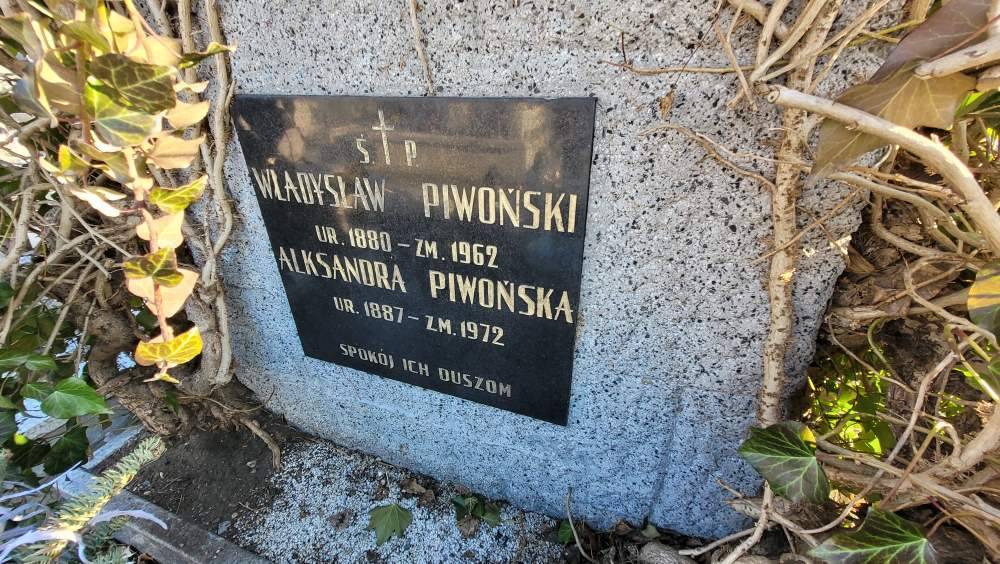 Ś P
WŁADYSŁAW PIWOŃSKI
UR. 1880 – ZM. 1962
ALKSANDRA PIWOŃSKA
UR. 1887 – ZM. 1972
SPOKÓJ ICH DUSZOM